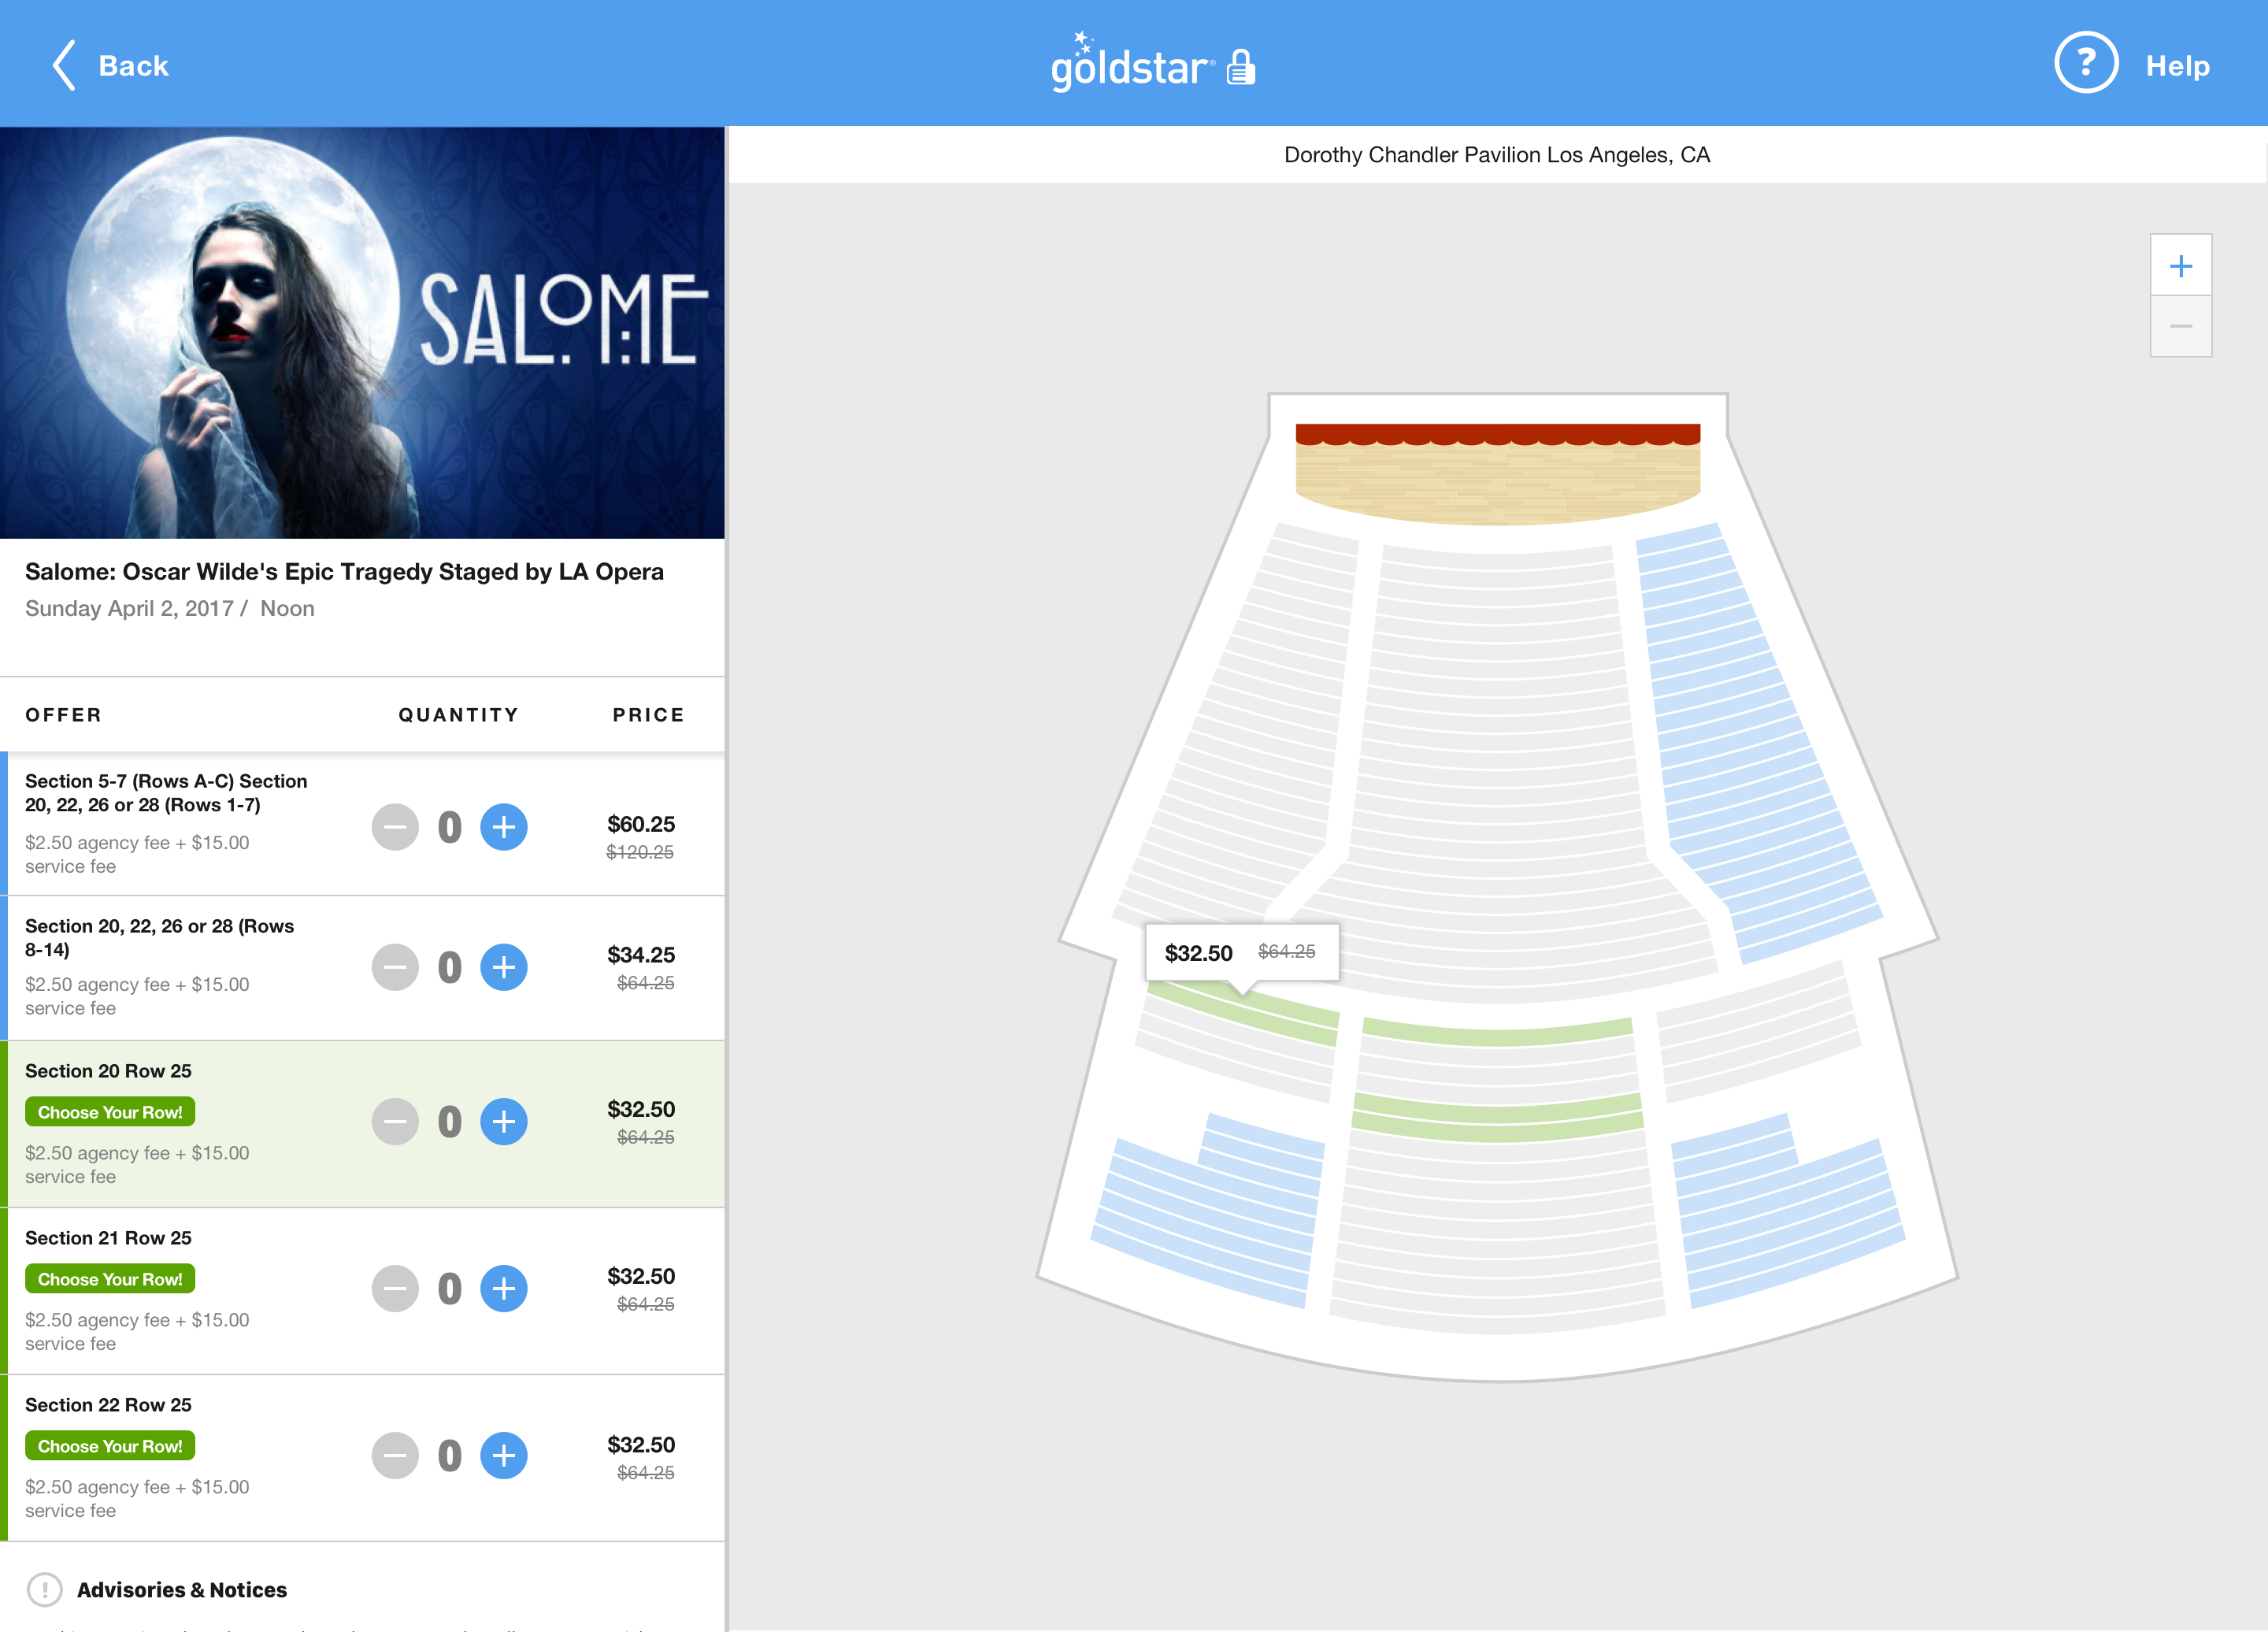 Back
goldstar®
? Help
SALOME
Dorothy Chandler Pavilion Los Angeles, CA
Salome: Oscar Wilde's Epic Tragedy Staged by LA Opera
Sunday April 2, 2017 / Noon
OFFER QUANTITY PRICE
Section 5-7 (Rows A-C) Section
20, 22, 26 or 28 (Rows 1-7)
$2.50 agency fee + $15.00
service fee
0
$60.25
$120.25
Section 20, 22, 26 or 28 (Rows
8-14)
$2.50 agency fee + $15.00
service fee
0
$34.25
$64.25
Section 20 Row 25
Choose Your Row!
$2.50 agency fee + $15.00
service fee
0
$32.50
$64.25
Section 21 Row 25
Choose Your Row!
$2.50 agency fee + $15.00
service fee
0
$32.50
$64.25
Section 22 Row 25
Choose Your Row!
$2.50 agency fee + $15.00
service fee
0
$32.50
$64.25
! Advisories & Notices
$32.50 $64.25